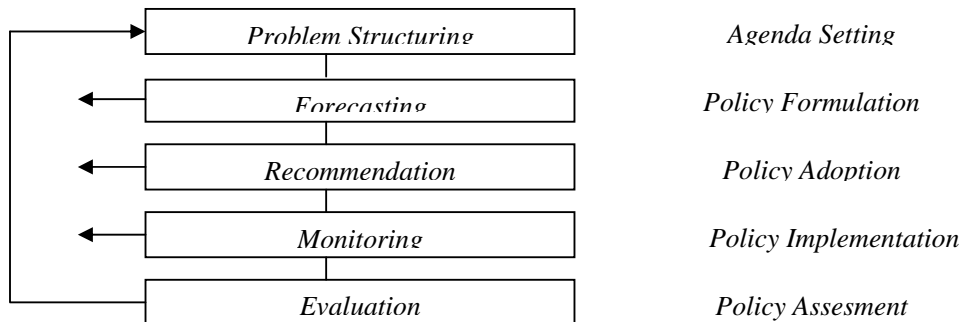 Problem Structuring Agenda Setting
Forecasting Policy Formulation
Recommendation Policy Adoption
Monitoring Policy Implementation
Evaluation Policy Assesment